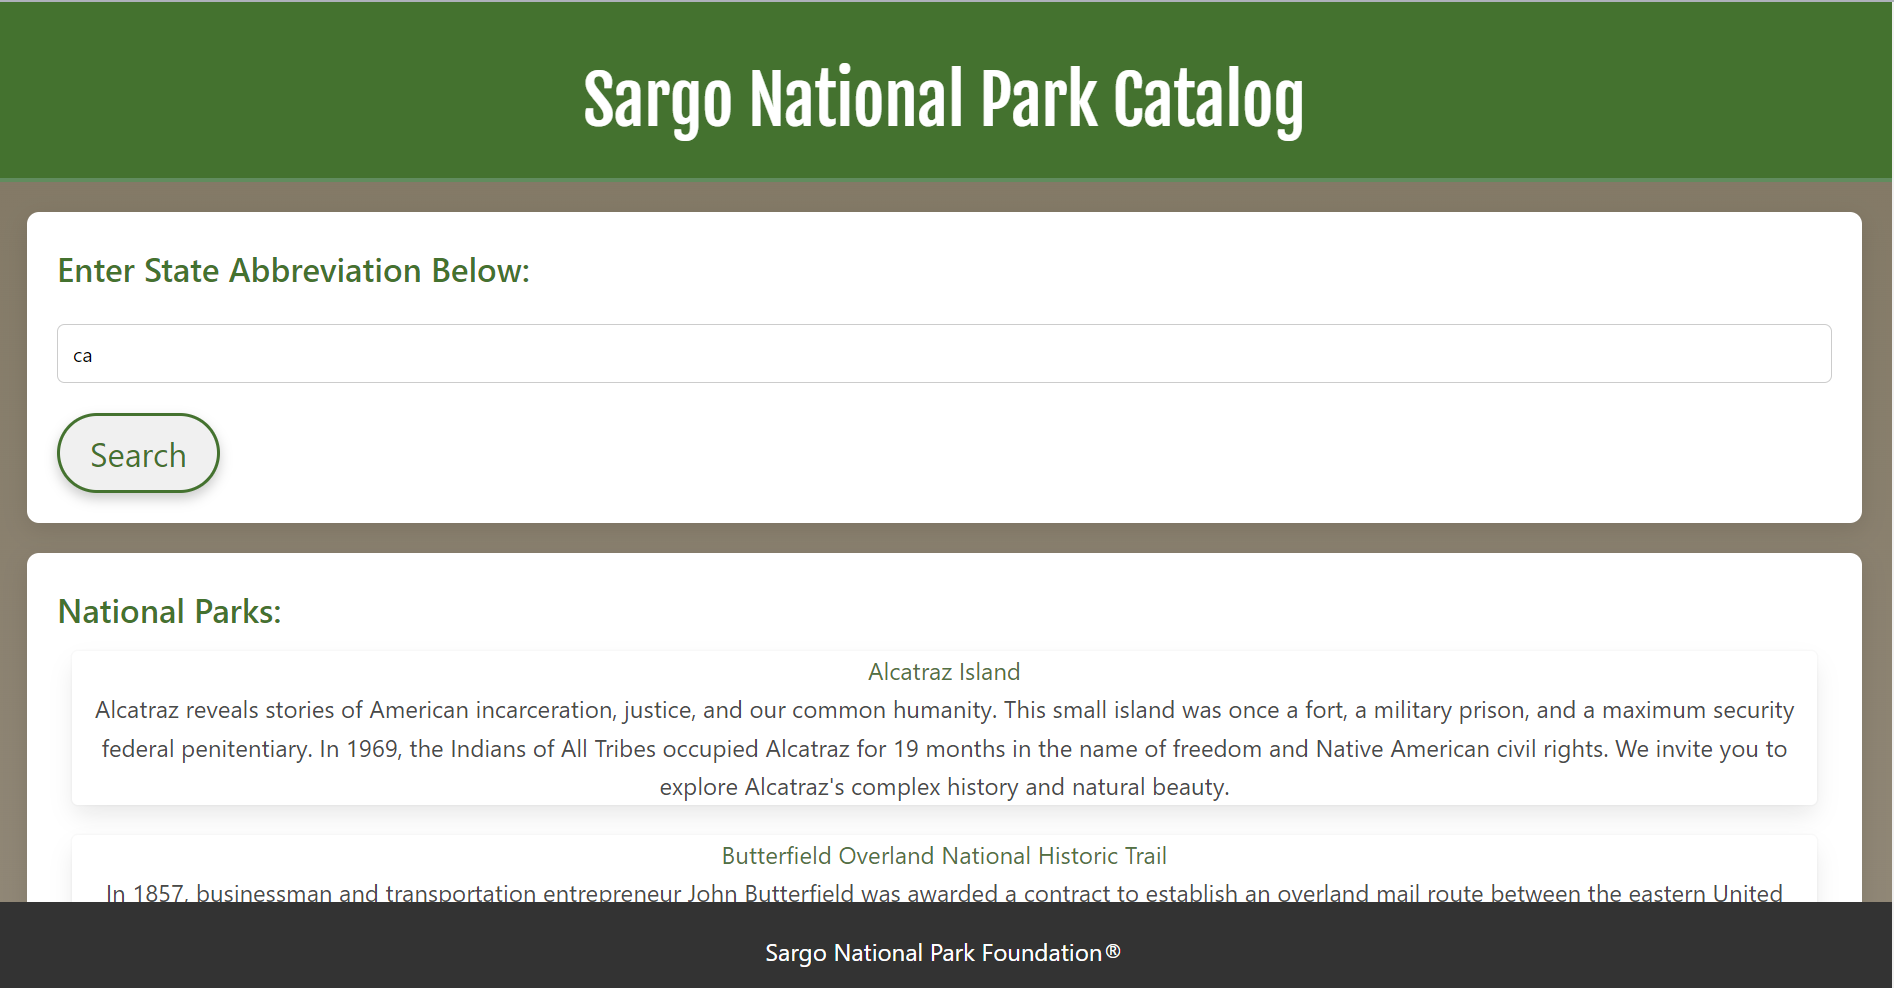 Sargo National Park Catalog
Enter State Abbreviation Below:
ca
Search
National Parks:
Alcatraz Island
Alcatraz reveals stories of American incarceration, justice, and our common humanity. This small island was once a fort, a military prison, and a maximum security
federal penitentiary. In 1969, the Indians of All Tribes occupied Alcatraz for 19 months in the name of freedom and Native American civil rights. We invite you to
explore Alcatraz's complex history and natural beauty.
Butterfield Overland National Historic Trail
In 1857, businessman and transportation entrepreneur John Butterfield was awarded a contract to establish an overland mail route between the eastern United
Sargo National Park Foundation®